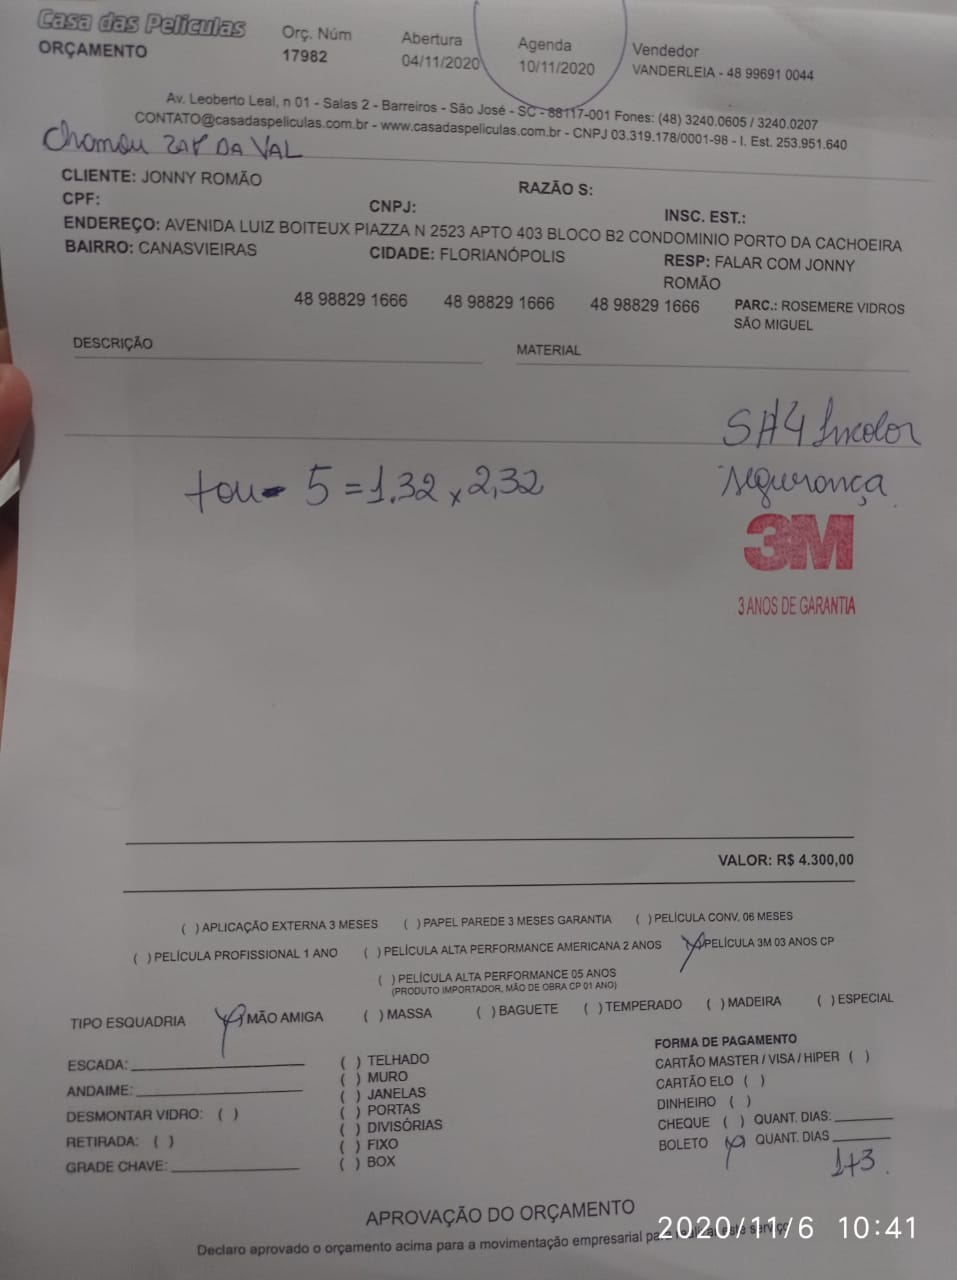 Casa das Películas
ORÇAMENTO
Orç. Núm
17982
Abertura
04/11/2020
Agenda
10/11/2020
Vendedor
VANDERLEIA - 48 99691 0044
Av. Leoberto Leal, n 01 - Salas 2 - Barreiros - São José - SC - 88117-001 Fones: (48) 3240.0605 / 3240.0207
CONTATO@casadaspeliculas.com.br - www.casadaspeliculas.com.br - CNPJ 03.319.178/0001-98 - I. Est. 253.951.640
Chamou ZAP DA VAL
CLIENTE: JONNY ROMÃO
RAZÃO S:
CPF:
CNPJ:
INSC. EST.:
ENDEREÇO: AVENIDA LUIZ BOITEUX PIAZZA N 2523 APTO 403 BLOCO B2 CONDOMINIO PORTO DA CACHOEIRA
BAIRRO: CANASVIEIRAS
CIDADE: FLORIANÓPOLIS
RESP: FALAR COM JONNY
ROMÃO
48 98829 1666 48 98829 1666 48 98829 1666
PARC.: ROSEMERE VIDROS
SÃO MIGUEL
DESCRIÇÃO
MATERIAL
SH4 Incolor
segurança
5 = 1.32 x 2,32
3M
3 ANOS DE GARANTIA
VALOR: R$ 4.300,00
( ) APLICAÇÃO EXTERNA 3 MESES ( ) PAPEL PAREDE 3 MESES GARANTIA ( ) PELÍCULA CONV. 06 MESES
( ) PELÍCULA PROFISSIONAL 1 ANO ( ) PELÍCULA ALTA PERFORMANCE AMERICANA 2 ANOS (X) PELÍCULA 3M 03 ANOS CP
( ) PELÍCULA ALTA PERFORMANCE 05 ANOS
(PRODUTO IMPORTADOR, MÃO DE OBRA CP 01 ANO)
TIPO ESQUADRIA (X) MÃO AMIGA ( ) MASSA ( ) BAGUETE ( ) TEMPERADO ( ) MADEIRA ( ) ESPECIAL
ESCADA:
ANDAIME:
DESMONTAR VIDRO: ( )
RETIRADA: ( )
GRADE CHAVE:
( ) TELHADO
( ) MURO
( ) JANELAS
( ) PORTAS
( ) DIVISÓRIAS
( ) FIXO
( ) BOX
FORMA DE PAGAMENTO
CARTÃO MASTER / VISA / HIPER ( )
CARTÃO ELO ( )
DINHEIRO ( )
CHEQUE ( ) QUANT. DIAS:
BOLETO (X) QUANT. DIAS
1+3.
APROVAÇÃO DO ORÇAMENTO
Declaro aprovado o orçamento acima para a movimentação empresarial para realizar este serviço
2020/11/6 10:41